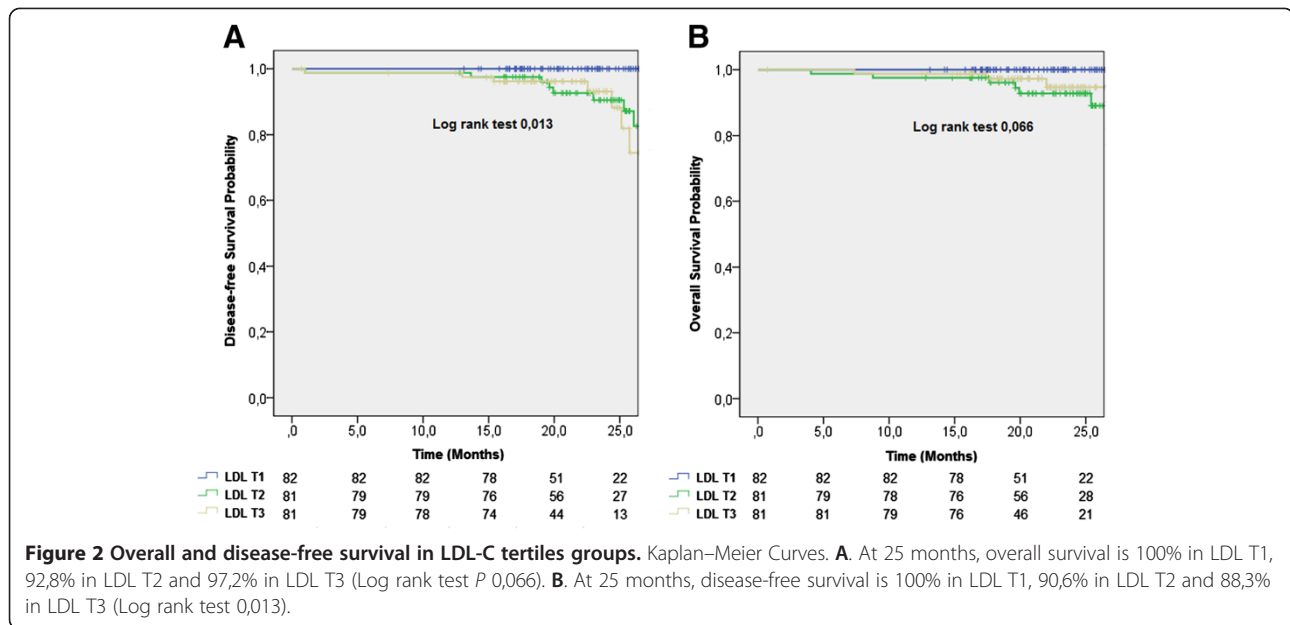 A
B
1,0
0,8
0,6
0,4
0,2
0,0
Disease-free Survival Probability
Log rank test 0,013
,0 5,0 10,0 15,0 20,0 25,0
Time (Months)
LDL T1 82 82 82 78 51 22
LDL T2 81 79 79 76 56 27
LDL T3 81 79 78 74 44 13
1,0
0,8
0,6
0,4
0,2
0,0
Overall Survival Probability
Log rank test 0,066
,0 5,0 10,0 15,0 20,0 25,0
Time (Months)
LDL T1 82 82 82 78 51 22
LDL T2 81 79 78 76 56 28
LDL T3 81 81 79 76 46 21
Figure 2 Overall and disease-free survival in LDL-C tertiles groups. Kaplan–Meier Curves. A. At 25 months, overall survival is 100% in LDL T1,
92,8% in LDL T2 and 97,2% in LDL T3 (Log rank test P 0,066). B. At 25 months, disease-free survival is 100% in LDL T1, 90,6% in LDL T2 and 88,3%
in LDL T3 (Log rank test 0,013).